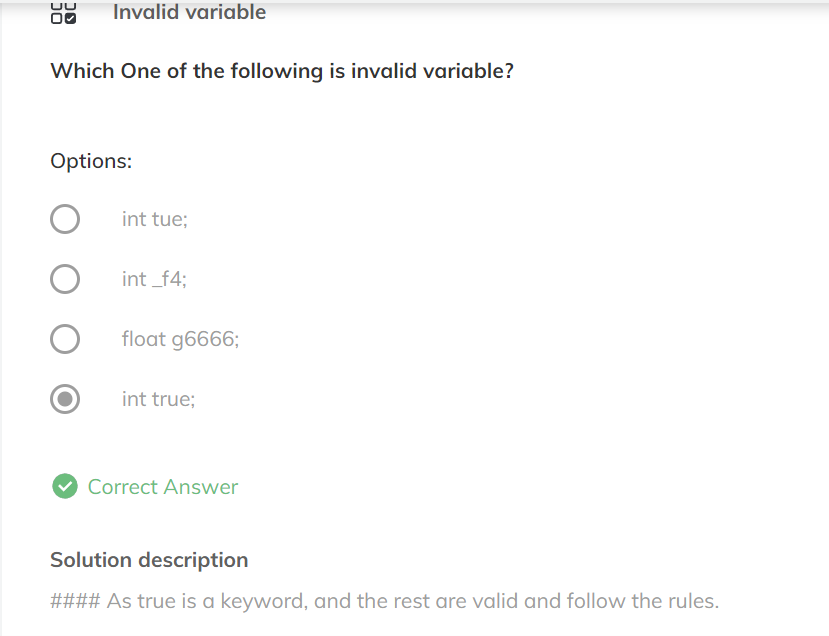 Invalid variable
Which One of the following is invalid variable?
Options:
int tue;
int _f4;
float g6666;
int true;
Correct Answer
Solution description
#### As true is a keyword, and the rest are valid and follow the rules.